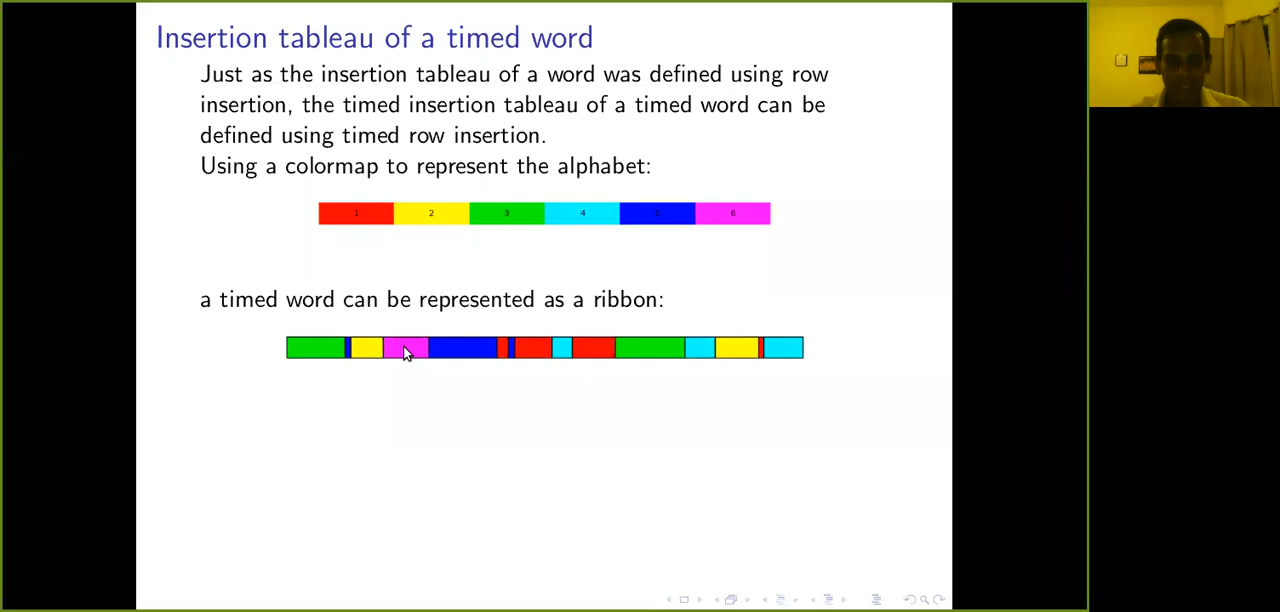 Insertion tableau of a timed word
Just as the insertion tableau of a word was defined using row
insertion, the timed insertion tableau of a timed word can be
defined using timed row insertion.
Using a colormap to represent the alphabet:
1 2 3 4 5 6
a timed word can be represented as a ribbon: